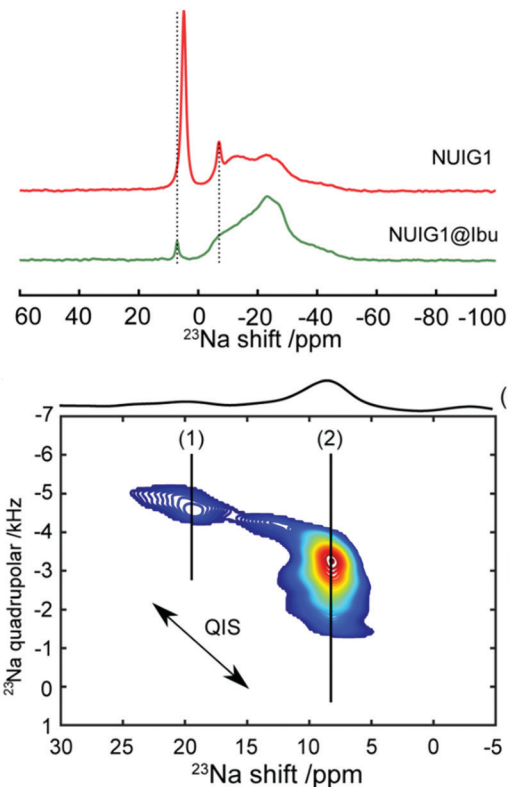 NUIG1
NUIG1@Ibu
60 40 20 0 -20 -40 -60 -80 -100
²³Na shift /ppm
(
-7
(1) (2)
-6
-5
-4
-3
-2
-1
0
1
QIS
²³Na quadrupolar /kHz
30 25 20 15 10 5 0 -5
²³Na shift /ppm